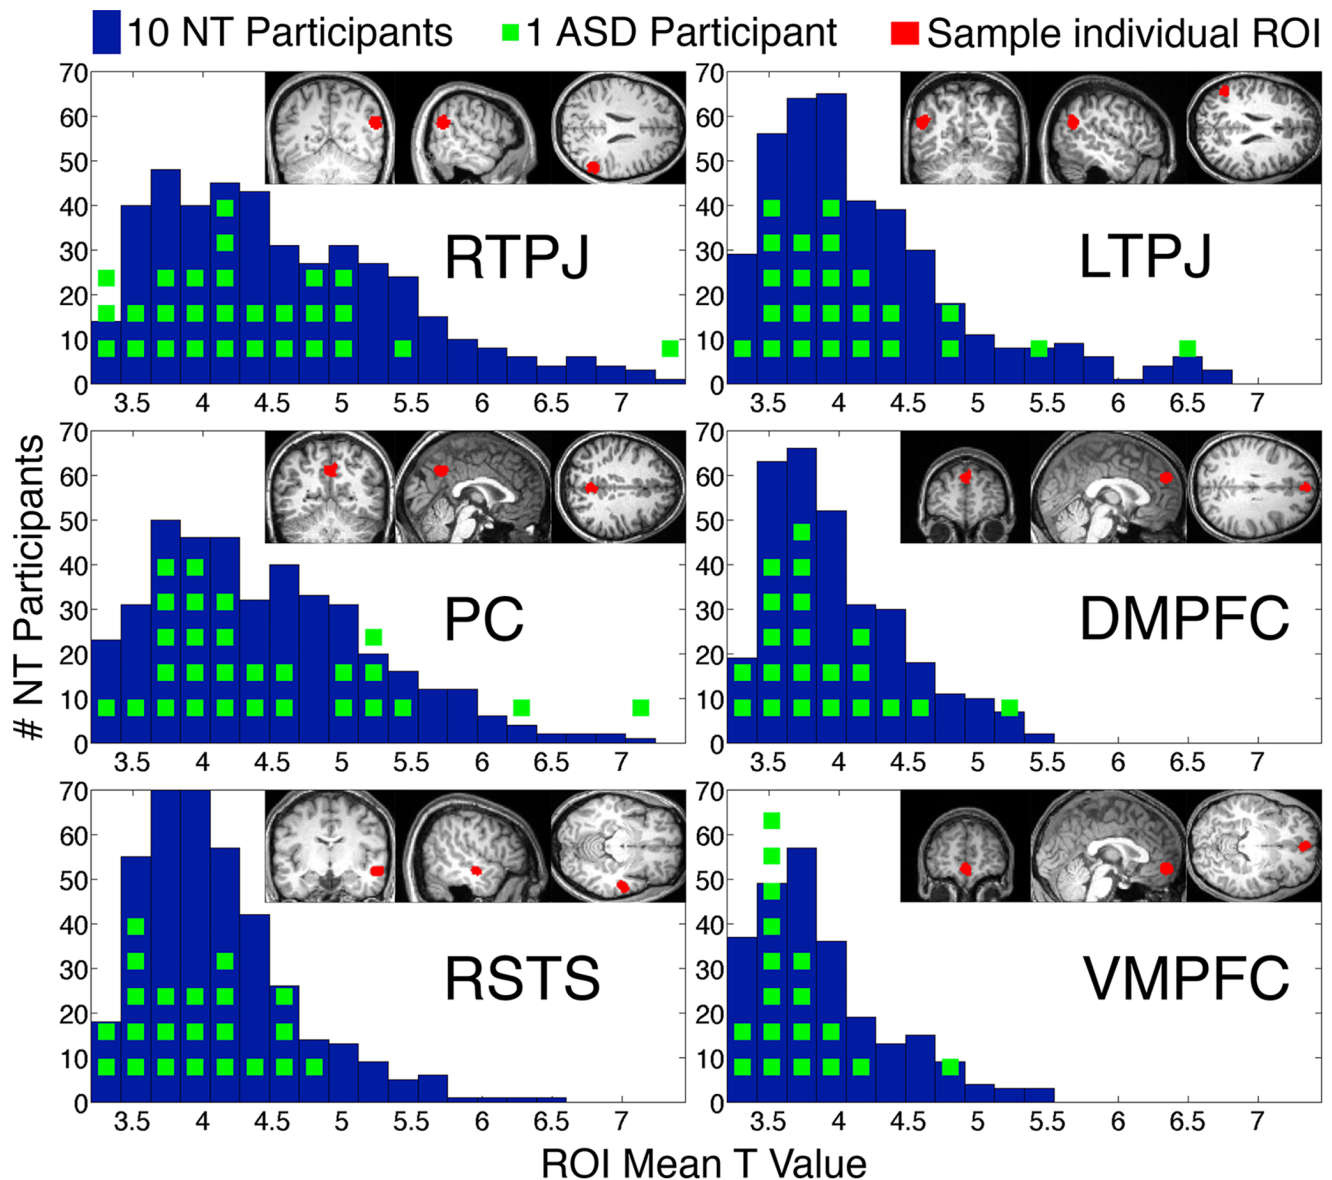 10 NT Participants 1 ASD Participant Sample individual ROI
70 60 50 40 30 20 10 0
RTPJ
3.5 4 4.5 5 5.5 6 6.5 7
70 60 50 40 30 20 10 0
LTPJ
3.5 4 4.5 5 5.5 6 6.5 7
# NT Participants
70 60 50 40 30 20 10 0
PC
3.5 4 4.5 5 5.5 6 6.5 7
70 60 50 40 30 20 10 0
DMPFC
3.5 4 4.5 5 5.5 6 6.5 7
70 60 50 40 30 20 10 0
RSTS
3.5 4 4.5 5 5.5 6 6.5 7
70 60 50 40 30 20 10 0
VMPFC
3.5 4 4.5 5 5.5 6 6.5 7
ROI Mean T Value